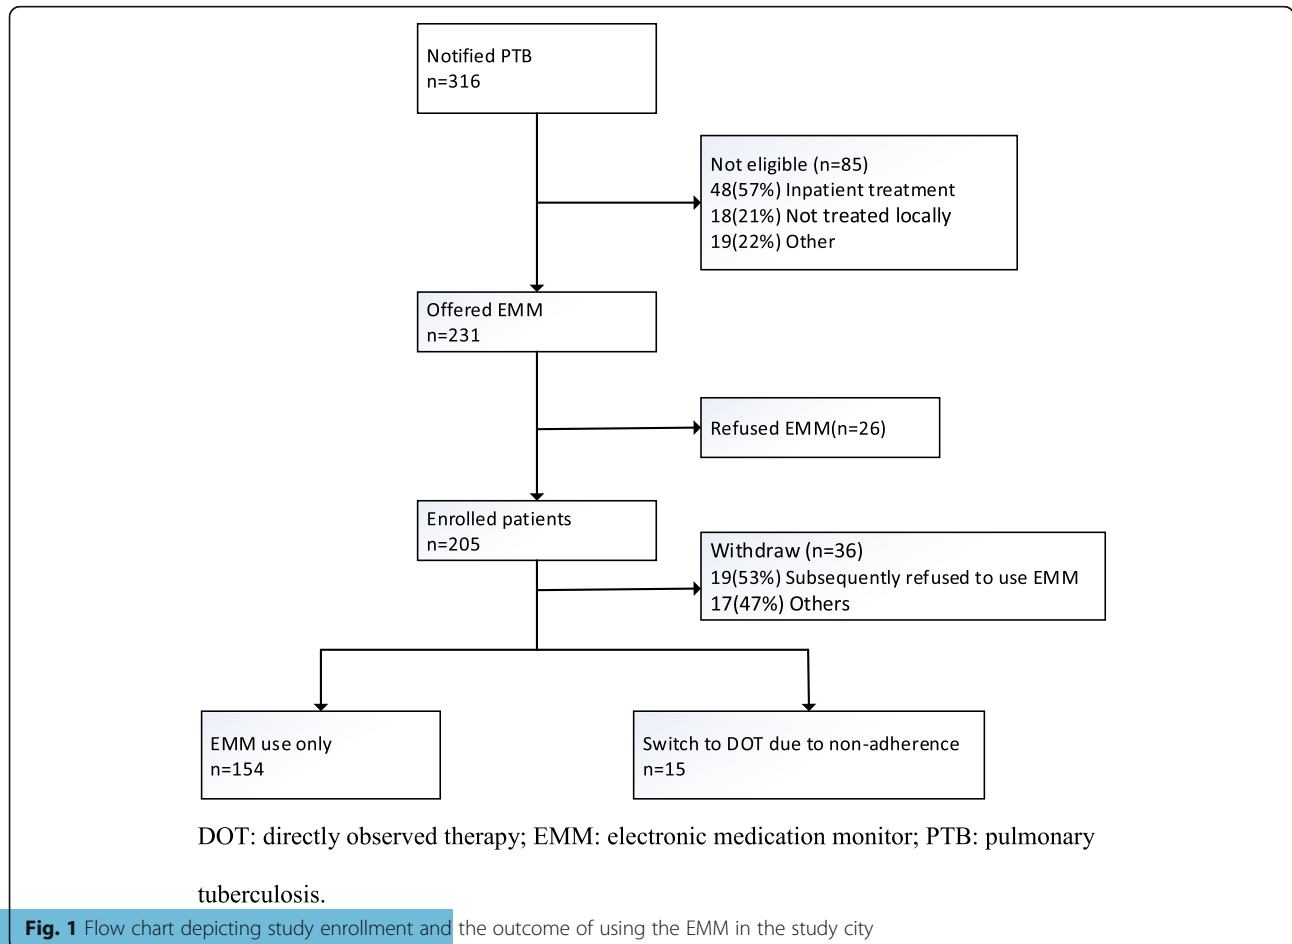 Notified PTB
n=316
Not eligible (n=85)
48(57%) Inpatient treatment
18(21%) Not treated locally
19(22%) Other
Offered EMM
n=231
Refused EMM(n=26)
Enrolled patients
n=205
Withdraw (n=36)
19(53%) Subsequently refused to use EMM
17(47%) Others
EMM use only
n=154
Switch to DOT due to non-adherence
n=15
DOT: directly observed therapy; EMM: electronic medication monitor; PTB: pulmonary
tuberculosis.
Fig. 1 Flow chart depicting study enrollment and the outcome of using the EMM in the study city